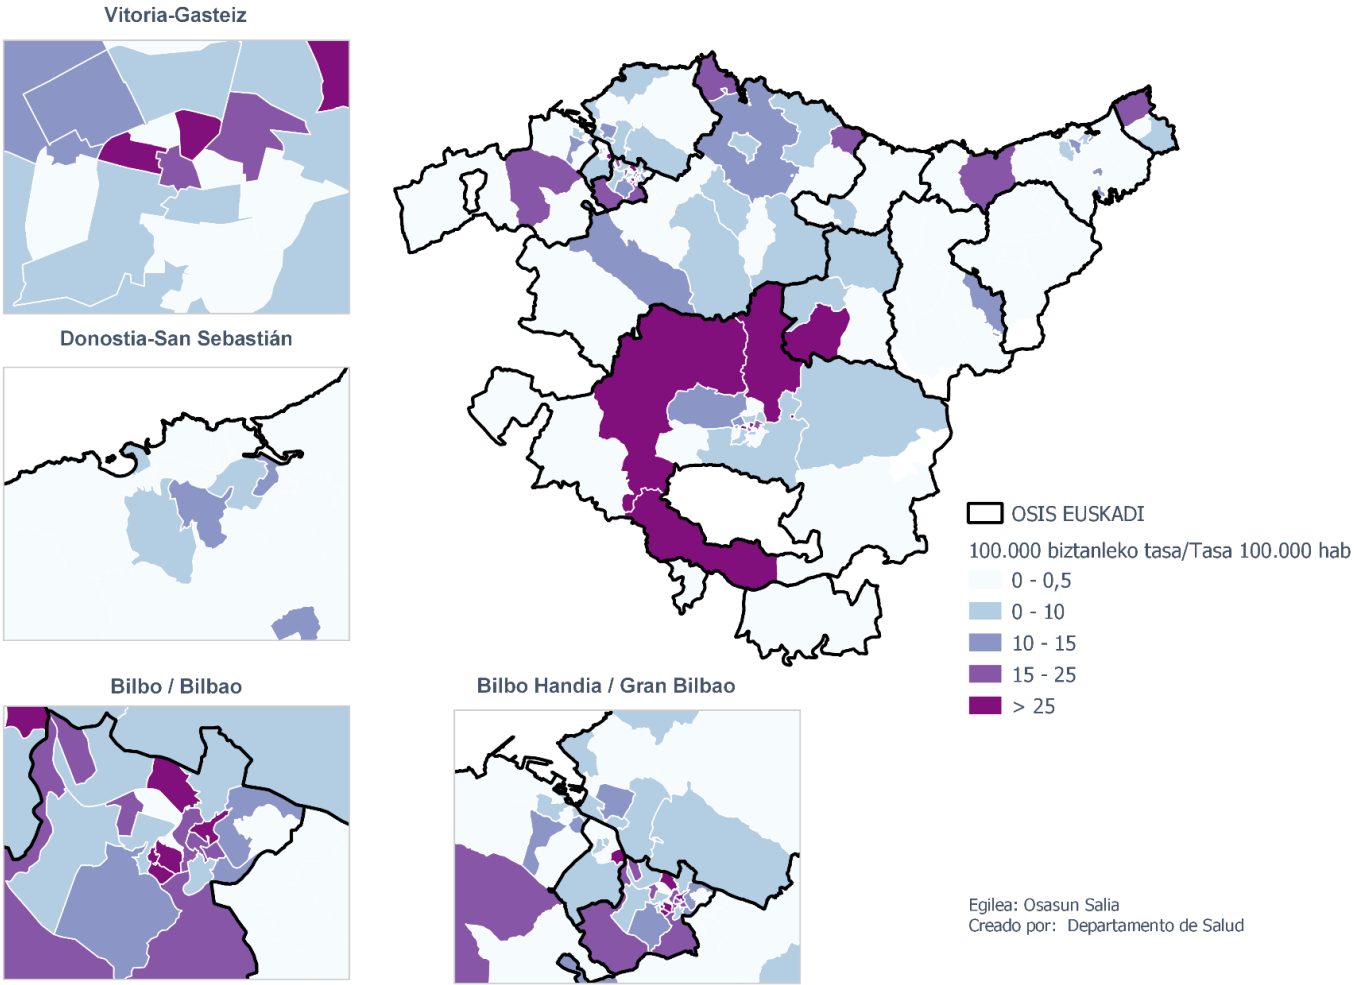 Vitoria-Gasteiz
Donostia-San Sebastián
Bilbo / Bilbao
Bilbo Handia / Gran Bilbao
OSIS EUSKADI
100.000 biztanleko tasa/Tasa 100.000 hab
0 - 0,5
0 - 10
10 - 15
15 - 25
> 25
Egilea: Osasun Salia
Creado por: Departamento de Salud